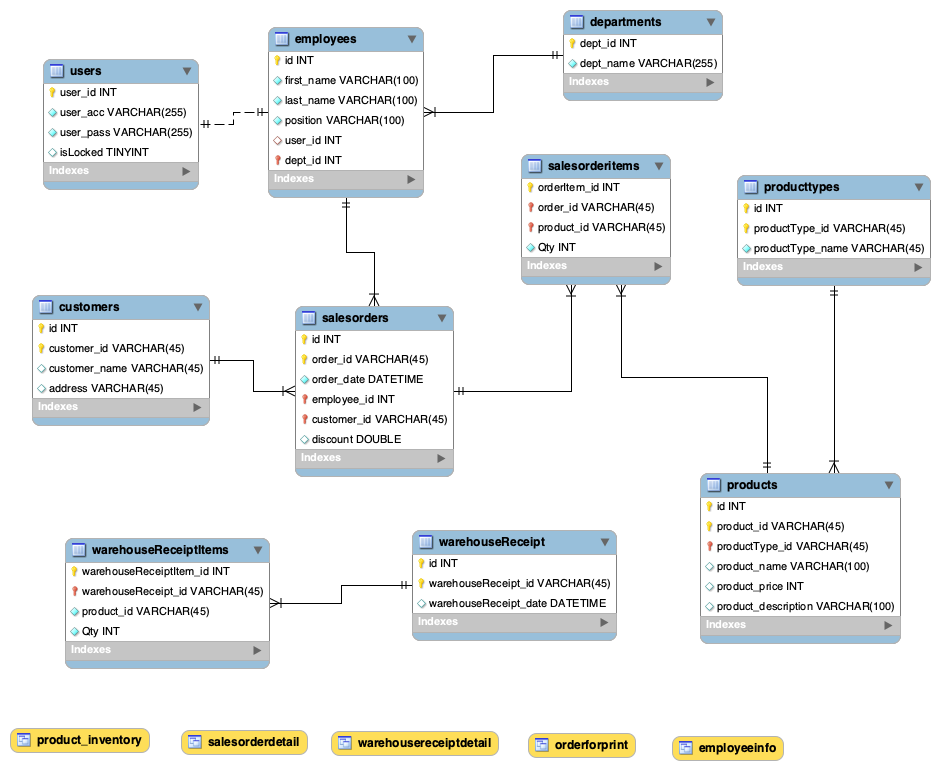 departments
dept_id INT
dept_name VARCHAR(255)
Indexes
employees
id INT
first_name VARCHAR(100)
last_name VARCHAR(100)
position VARCHAR(100)
user_id INT
dept_id INT
Indexes
users
user_id INT
user_acc VARCHAR(255)
user_pass VARCHAR(255)
isLocked TINYINT
Indexes
salesorderitems
orderItem_id INT
order_id VARCHAR(45)
product_id VARCHAR(45)
Qty INT
Indexes
producttypes
id INT
productType_id VARCHAR(45)
productType_name VARCHAR(45)
Indexes
customers
id INT
customer_id VARCHAR(45)
customer_name VARCHAR(45)
address VARCHAR(45)
Indexes
salesorders
id INT
order_id VARCHAR(45)
order_date DATETIME
employee_id INT
customer_id VARCHAR(45)
discount DOUBLE
Indexes
products
id INT
product_id VARCHAR(45)
productType_id VARCHAR(45)
product_name VARCHAR(100)
product_price INT
product_description VARCHAR(100)
Indexes
warehouseReceiptItems
warehouseReceiptItem_id INT
warehouseReceipt_id VARCHAR(45)
product_id VARCHAR(45)
Qty INT
Indexes
warehouseReceipt
id INT
warehouseReceipt_id VARCHAR(45)
warehouseReceipt_date DATETIME
Indexes
product_inventory
salesorderdetail
warehousereceiptdetail
orderforprint
employeeinfo